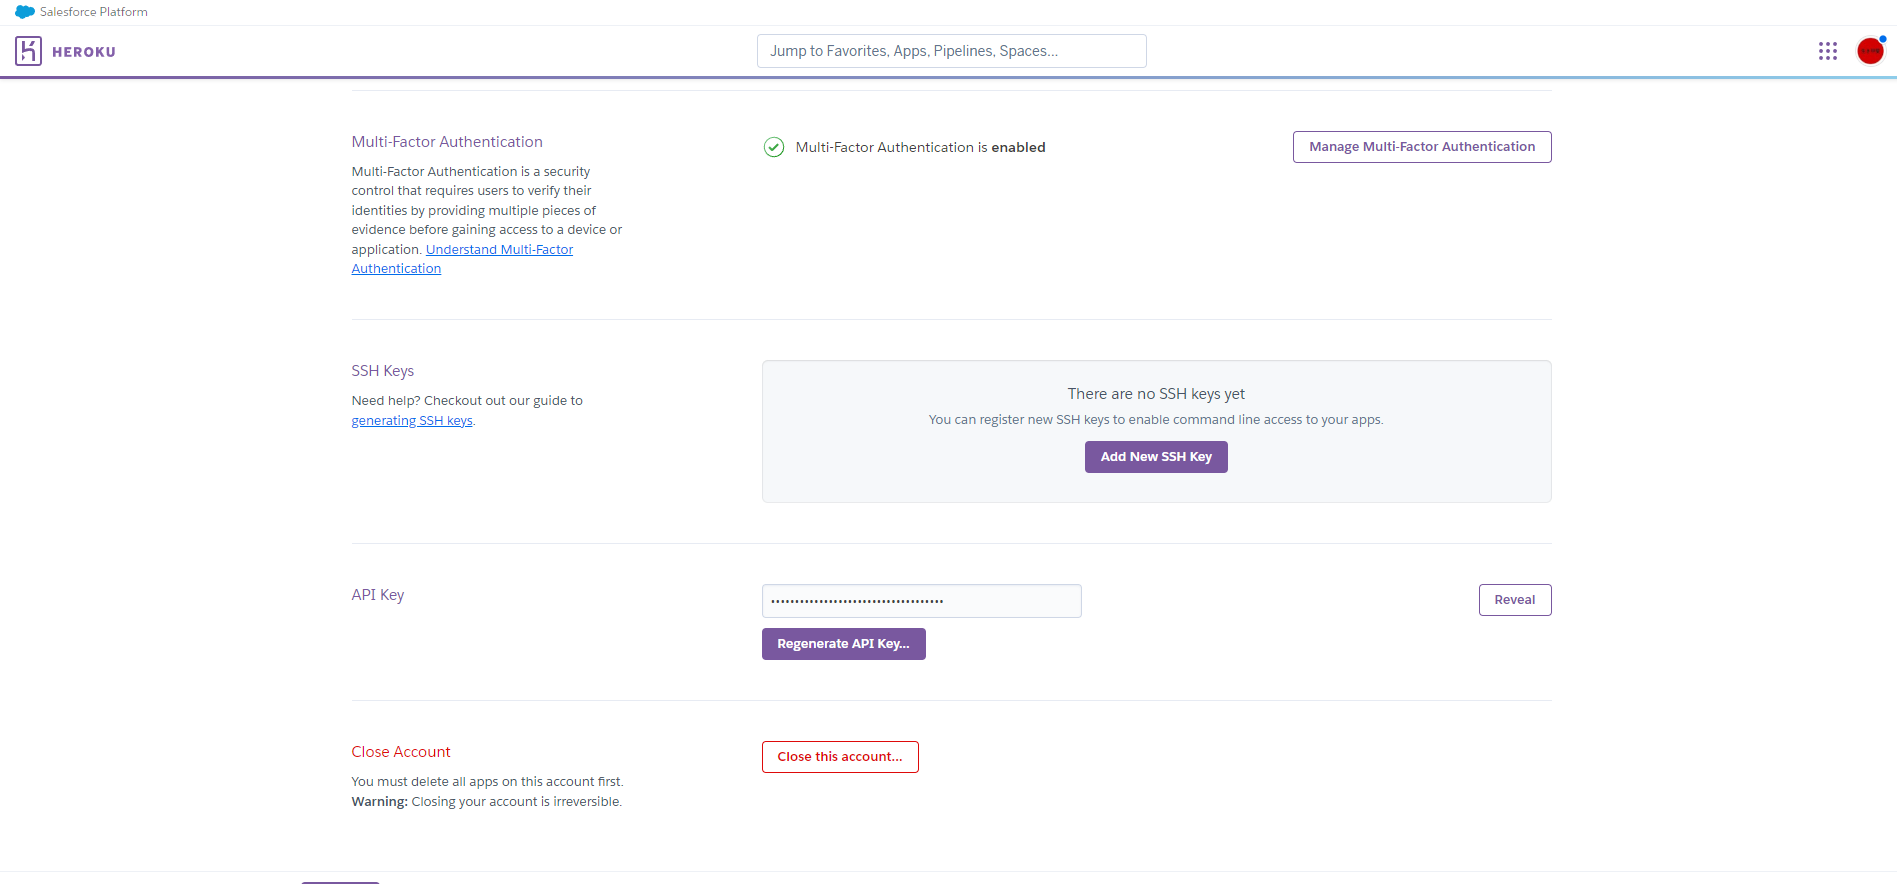 Salesforce Platform
HEROKU
Jump to Favorites, Apps, Pipelines, Spaces...
Multi-Factor Authentication
Multi-Factor Authentication is a security
control that requires users to verify their
identities by providing multiple pieces of
evidence before gaining access to a device or
application. Understand Multi-Factor
Authentication
Multi-Factor Authentication is enabled
Manage Multi-Factor Authentication
SSH Keys
Need help? Checkout out our guide to
generating SSH keys.
There are no SSH keys yet
You can register new SSH keys to enable command line access to your apps.
Add New SSH Key
API Key
Reveal
Regenerate API Key...
Close Account
You must delete all apps on this account first.
Warning: Closing your account is irreversible.
Close this account...